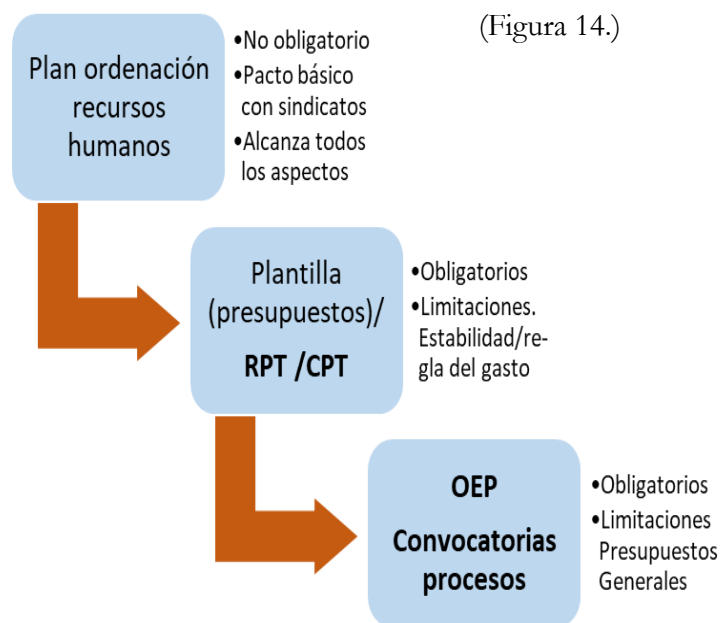 (Figura 14.)
Plan ordenación
recursos
humanos
•No obligatorio
•Pacto básico
con sindicatos
•Alcanza todos
los aspectos
Plantilla
(presupuestos)/
RPT /CPT
•Obligatorios
•Limitaciones.
Estabilidad/re-
gla del gasto
OEP
Convocatorias
procesos
•Obligatorios
•Limitaciones
Presupuestos
Generales